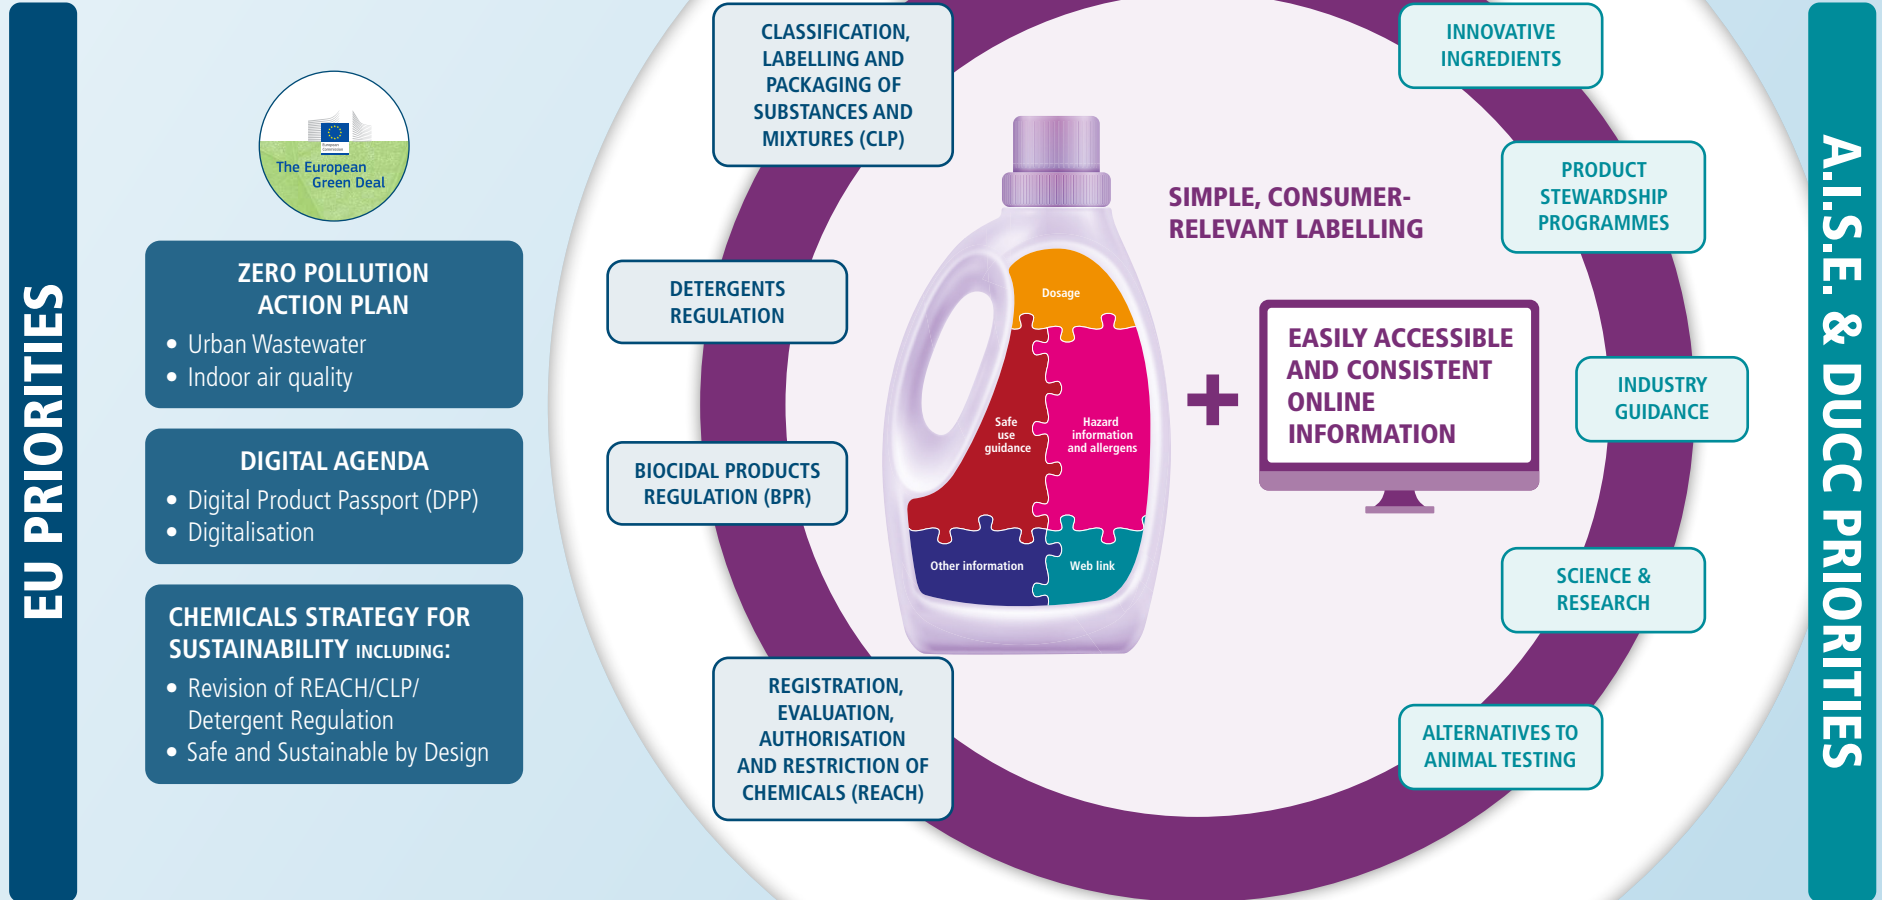 EU PRIORITIES
European
Commission
The European
Green Deal
ZERO POLLUTION
ACTION PLAN
• Urban Wastewater
• Indoor air quality
DIGITAL AGENDA
• Digital Product Passport (DPP)
• Digitalisation
CHEMICALS STRATEGY FOR
SUSTAINABILITY INCLUDING:
• Revision of REACH/CLP/
Detergent Regulation
• Safe and Sustainable by Design
CLASSIFICATION,
LABELLING AND
PACKAGING OF
SUBSTANCES AND
MIXTURES (CLP)
DETERGENTS
REGULATION
BIOCIDAL PRODUCTS
REGULATION (BPR)
REGISTRATION,
EVALUATION,
AUTHORISATION
AND RESTRICTION OF
CHEMICALS (REACH)
Dosage
Safe
use
guidance
Hazard
information
and allergens
Other information
Web link
SIMPLE, CONSUMER-
RELEVANT LABELLING
+
EASILY ACCESSIBLE
AND CONSISTENT
ONLINE
INFORMATION
INNOVATIVE
INGREDIENTS
PRODUCT
STEWARDSHIP
PROGRAMMES
INDUSTRY
GUIDANCE
SCIENCE &
RESEARCH
ALTERNATIVES TO
ANIMAL TESTING
A.I.S.E. & DUCC PRIORITIES